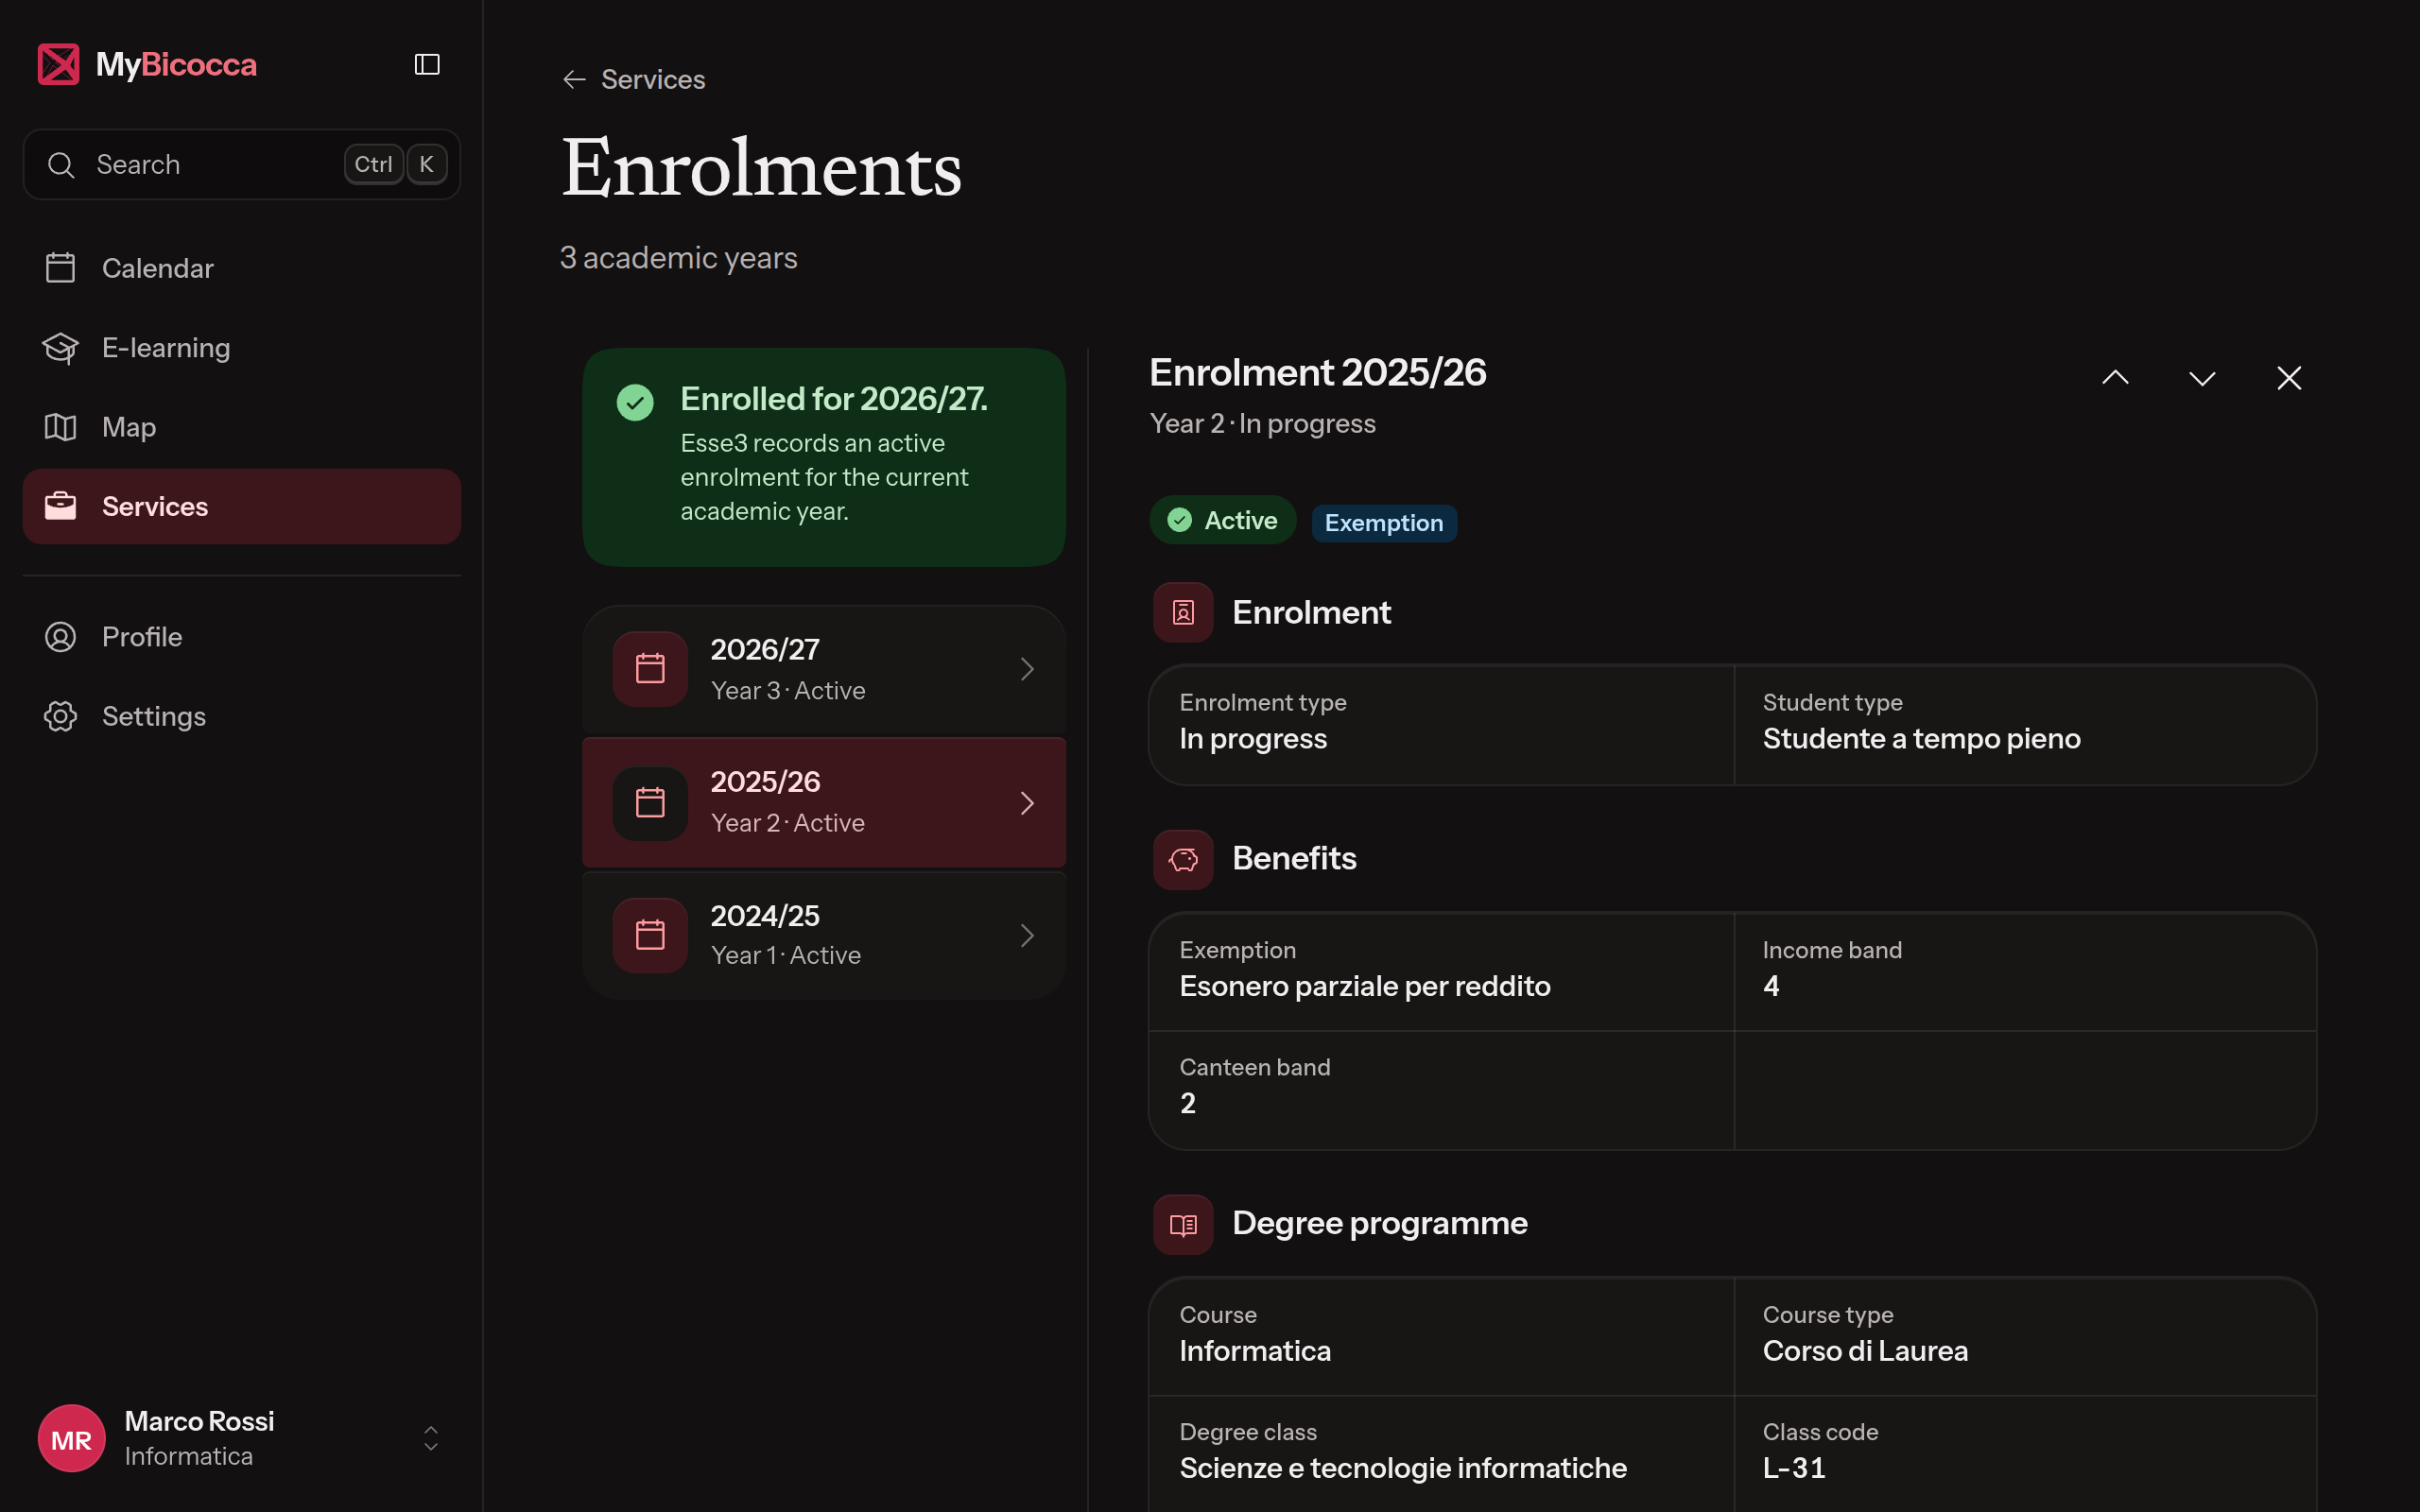 MyBicocca
Search
Ctrl K
Calendar
E-learning
Map
Services
Profile
Settings
MR
Marco Rossi
Informatica
Services
Enrolments
3 academic years
Enrolled for 2026/27.
Esse3 records an active
enrolment for the current
academic year.
2026/27
Year 3 · Active
2025/26
Year 2 · Active
2024/25
Year 1 · Active
Enrolment 2025/26
Year 2 · In progress
Active
Exemption
Enrolment
Enrolment type
In progress
Student type
Studente a tempo pieno
Benefits
Exemption
Esonero parziale per reddito
Income band
4
Canteen band
2
Degree programme
Course
Informatica
Course type
Corso di Laurea
Degree class
Scienze e tecnologie informatiche
Class code
L-31